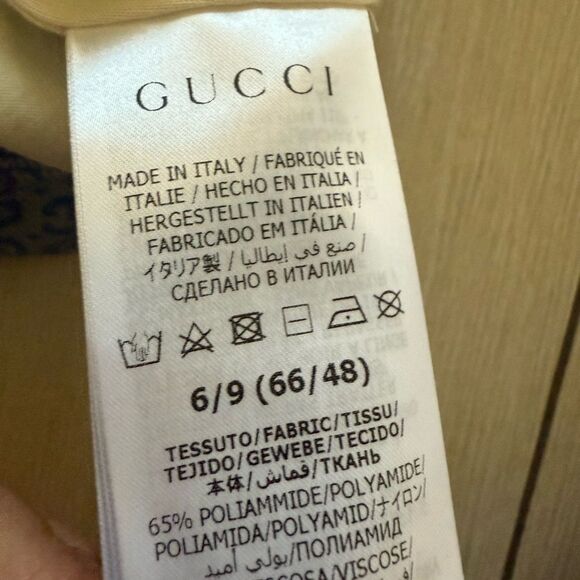 GUCCI
MADE IN ITALY / FABRIQUÉ EN
ITALIE / HECHO EN ITALIA /
HERGESTELLT IN ITALIEN /
FABRICADO EM ITÁLIA /
イタリア製 / صنع في إيطاليا /
СДЕЛАНО В ИТАЛИИ
6/9 (66/48)
TESSUTO/FABRIC/TISSU/
TEJIDO/GEWEBE/TECIDO/
本体/قماش/ТКАНЬ
65% POLIAMMIDE/POLYAMIDE/
POLIAMIDA/POLYAMID/ナイロン/
بولي أميد/ПОЛИАМИД
VISCOSE/